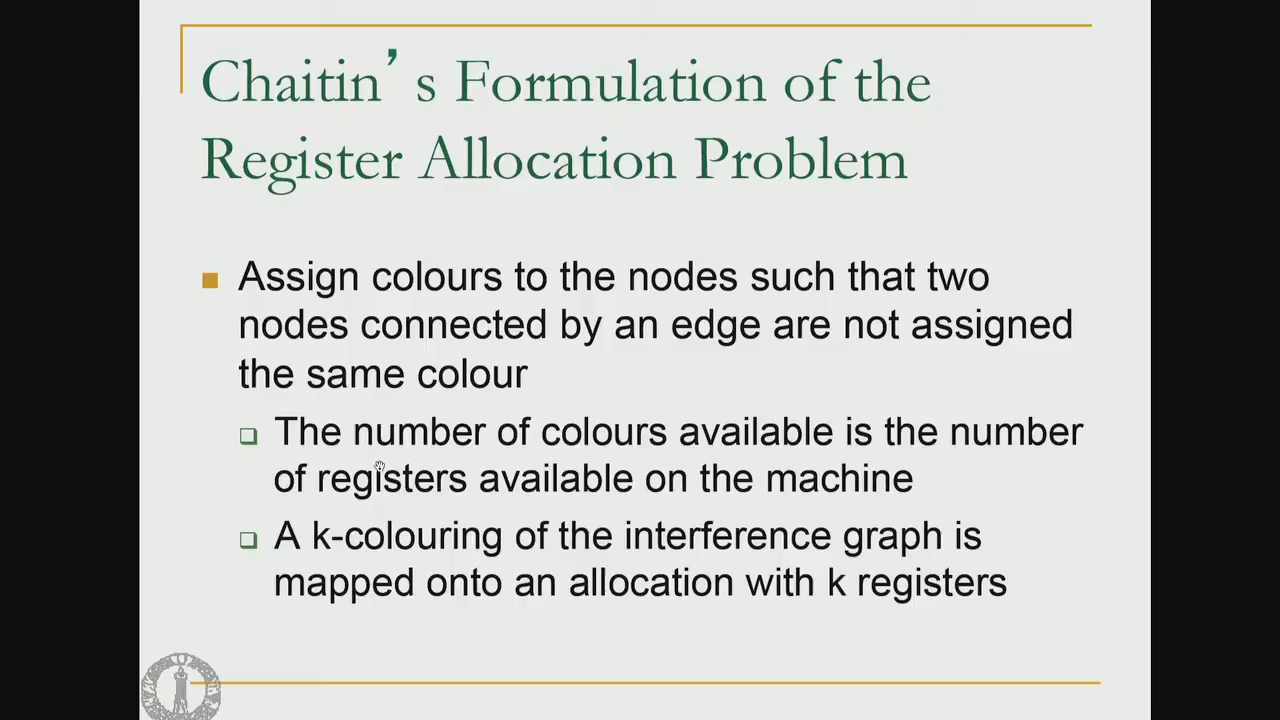 Chaitin’s Formulation of the
Register Allocation Problem
Assign colours to the nodes such that two
nodes connected by an edge are not assigned
the same colour
The number of colours available is the number
of registers available on the machine
A k-colouring of the interference graph is
mapped onto an allocation with k registers